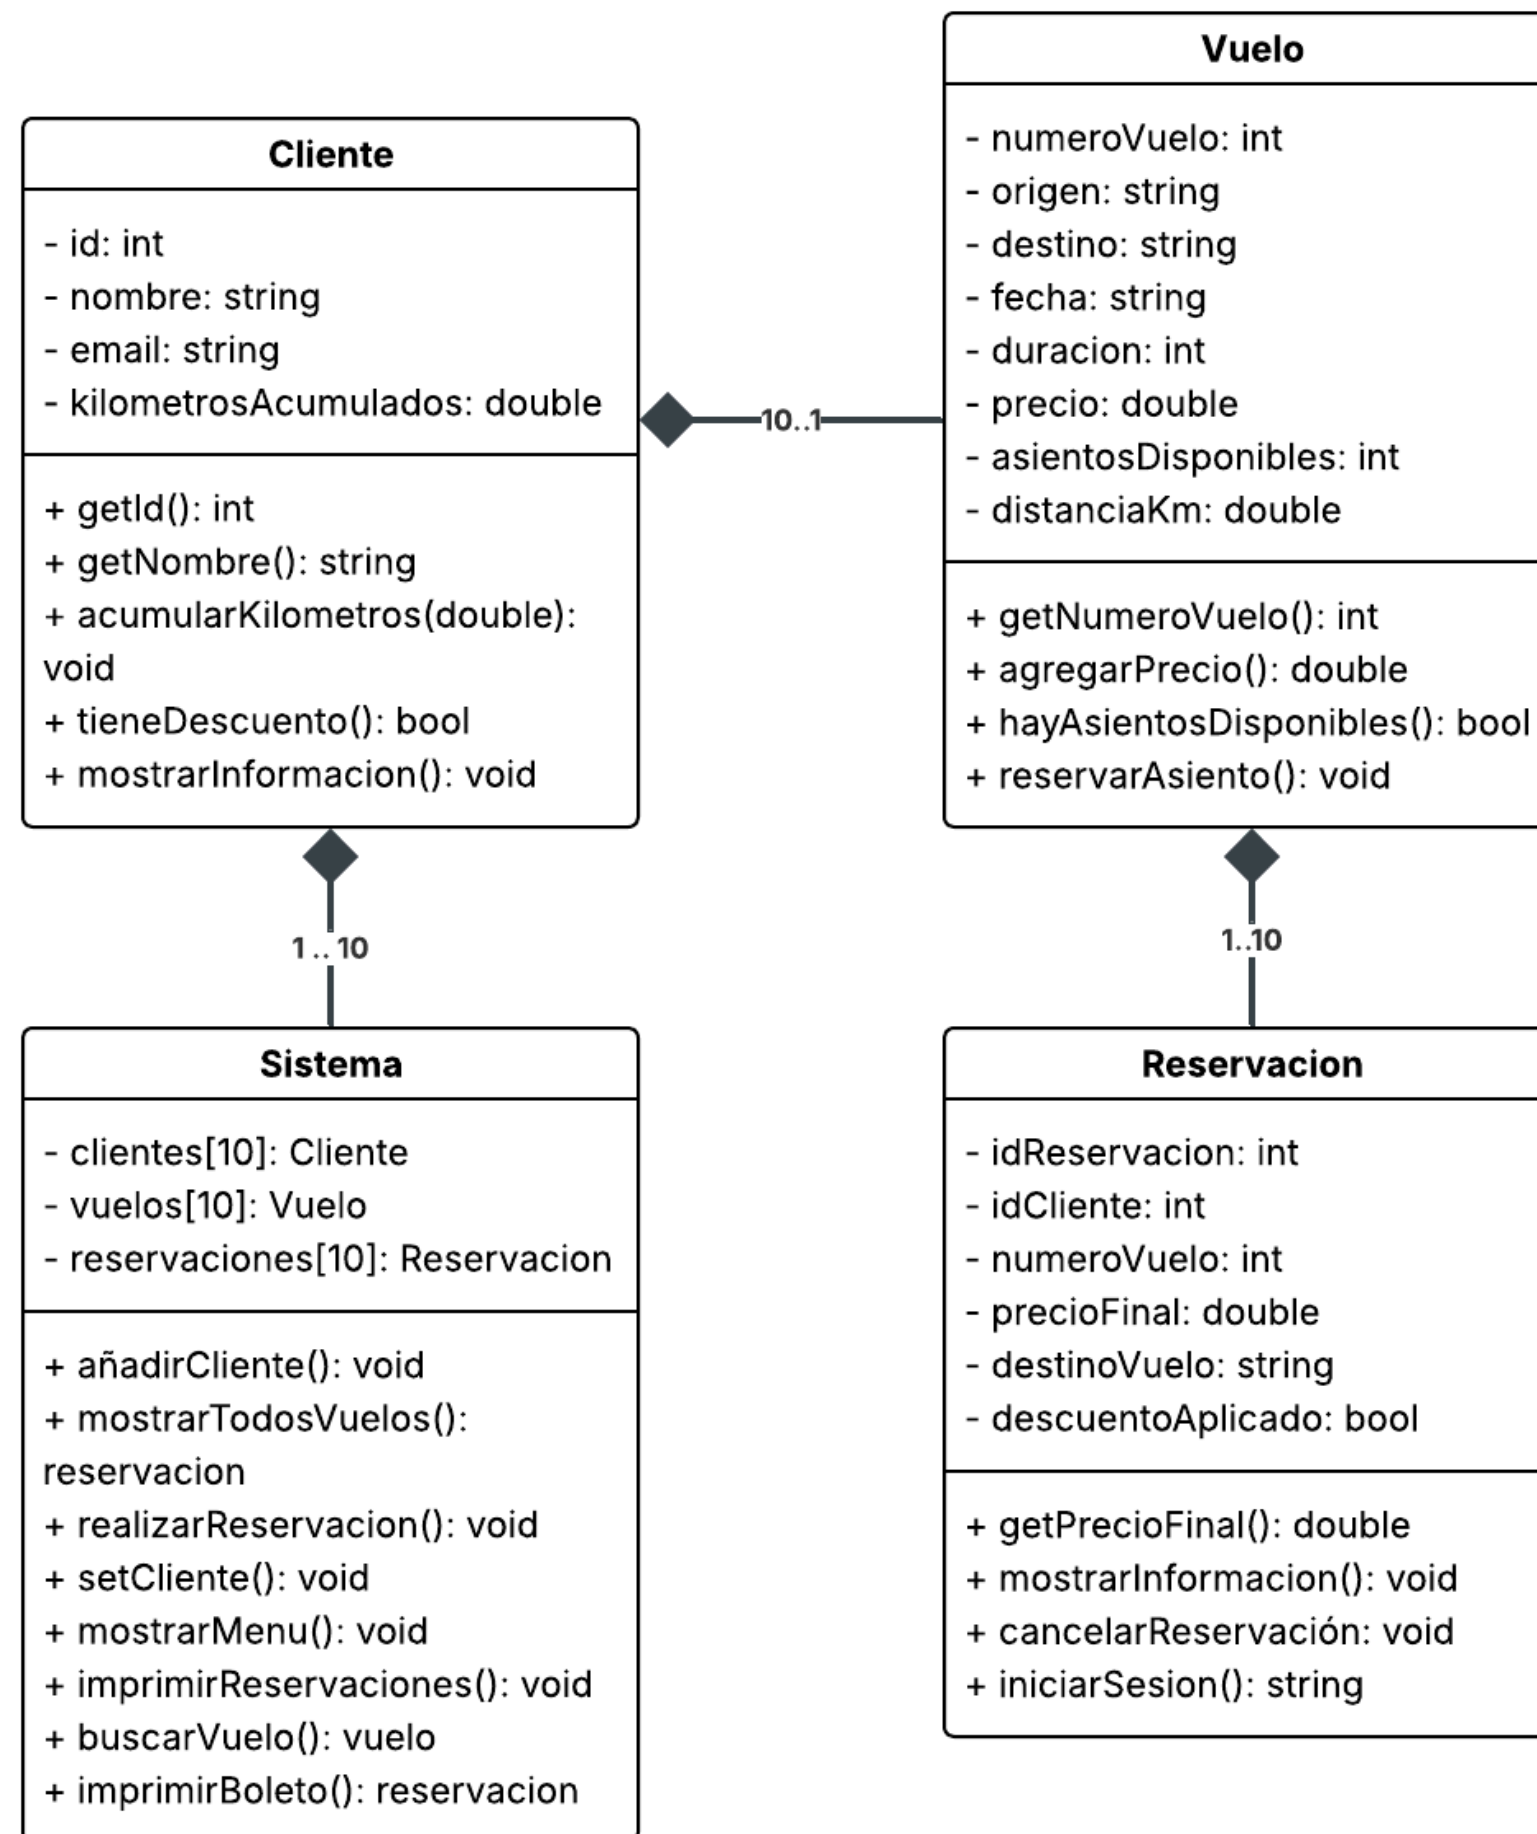 Cliente
- id: int
- nombre: string
- email: string
- kilometrosAcumulados: double
+ getId(): int
+ getNombre(): string
+ acumularKilometros(double):
void
+ tieneDescuento(): bool
+ mostrarInformacion(): void
10..1
Vuelo
- numeroVuelo: int
- origen: string
- destino: string
- fecha: string
- duracion: int
- precio: double
- asientosDisponibles: int
- distanciaKm: double
+ getNumeroVuelo(): int
+ agregarPrecio(): double
+ hayAsientosDisponibles(): bool
+ reservarAsiento(): void
1 .. 10
Sistema
- clientes[10]: Cliente
- vuelos[10]: Vuelo
- reservaciones[10]: Reservacion
+ añadirCliente(): void
+ mostrarTodosVuelos():
reservacion
+ realizarReservacion(): void
+ setCliente(): void
+ mostrarMenu(): void
+ imprimirReservaciones(): void
+ buscarVuelo(): vuelo
+ imprimirBoleto(): reservacion
1..10
Reservacion
- idReservacion: int
- idCliente: int
- numeroVuelo: int
- precioFinal: double
- destinoVuelo: string
- descuentoAplicado: bool
+ getPrecioFinal(): double
+ mostrarInformacion(): void
+ cancelarReservación: void
+ iniciarSesion(): string